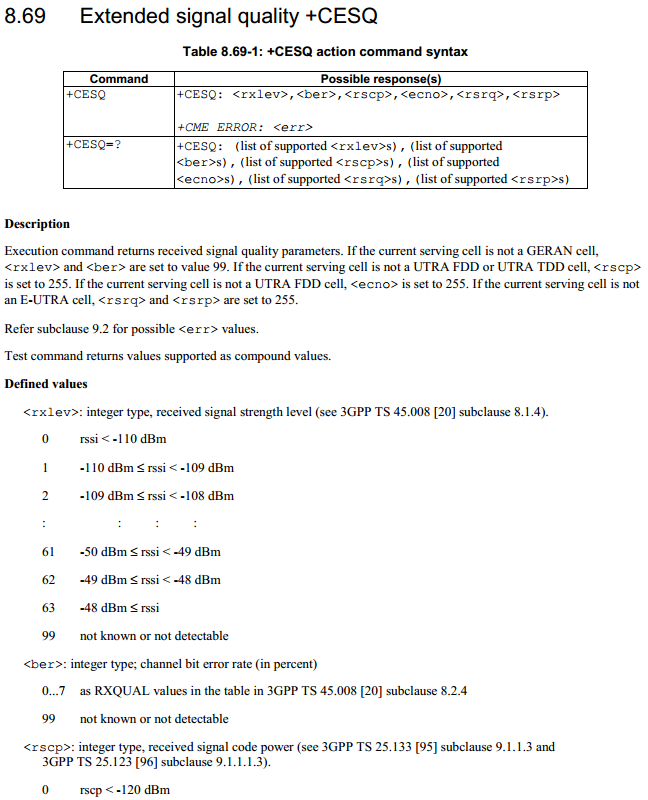 8.69 Extended signal quality +CESQ
Table 8.69-1: +CESQ action command syntax
Command Possible response(s)
+CESQ +CESQ: <rxlev>,<ber>,<rscp>,<ecno>,<rsrq>,<rsrp>
+CME ERROR: <err>
+CESQ=? +CESQ: (list of supported <rxlev>s), (list of supported
<ber>s), (list of supported <rscp>s), (list of supported
<ecno>s), (list of supported <rsrq>s), (list of supported <rsrp>s)
Description
Execution command returns received signal quality parameters. If the current serving cell is not a GERAN cell,
<rxlev> and <ber> are set to value 99. If the current serving cell is not a UTRA FDD or UTRA TDD cell, <rscp>
is set to 255. If the current serving cell is not a UTRA FDD cell, <ecno> is set to 255. If the current serving cell is not
an E-UTRA cell, <rsrq> and <rsrp> are set to 255.
Refer subclause 9.2 for possible <err> values.
Test command returns values supported as compound values.
Defined values
<rxlev>: integer type, received signal strength level (see 3GPP TS 45.008 [20] subclause 8.1.4).
0 rssi < -110 dBm
1 -110 dBm ≤ rssi < -109 dBm
2 -109 dBm ≤ rssi < -108 dBm
: : : :
61 -50 dBm ≤ rssi < -49 dBm
62 -49 dBm ≤ rssi < -48 dBm
63 -48 dBm ≤ rssi
99 not known or not detectable
<ber>: integer type; channel bit error rate (in percent)
0...7 as RXQUAL values in the table in 3GPP TS 45.008 [20] subclause 8.2.4
99 not known or not detectable
<rscp>: integer type, received signal code power (see 3GPP TS 25.133 [95] subclause 9.1.1.3 and
3GPP TS 25.123 [96] subclause 9.1.1.1.3).
0 rscp < -120 dBm